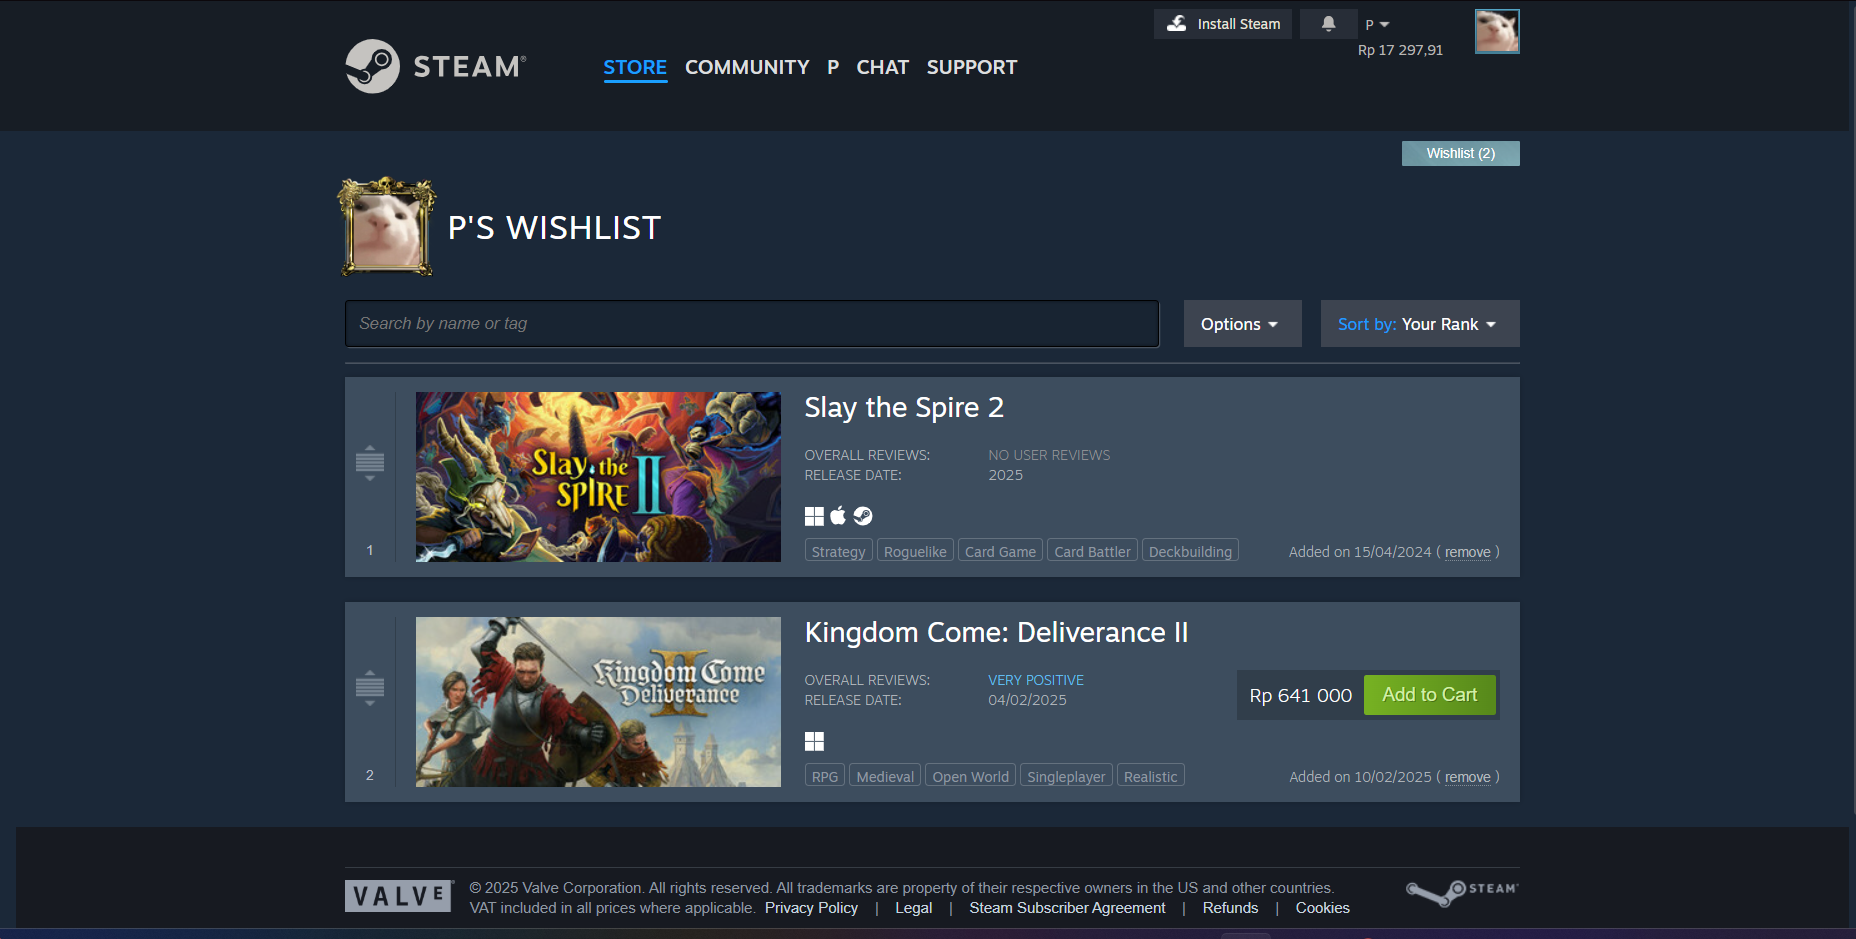 Install Steam
P
Rp 17 297,91
STEAM®
STORE COMMUNITY P CHAT SUPPORT
Wishlist (2)
P'S WISHLIST
Search by name or tag
Options
Sort by: Your Rank
Slay the Spire 2
Slay the
SPIRE II
OVERALL REVIEWS: NO USER REVIEWS
RELEASE DATE: 2025
1
Strategy Roguelike Card Game Card Battler Deckbuilding
Added on 15/04/2024 ( remove )
Kingdom Come: Deliverance II
Kingdom Come
Deliverance
II
OVERALL REVIEWS: VERY POSITIVE
RELEASE DATE: 04/02/2025
Rp 641 000 Add to Cart
2
RPG Medieval Open World Singleplayer Realistic
Added on 10/02/2025 ( remove )
VALVE®
© 2025 Valve Corporation. All rights reserved. All trademarks are property of their respective owners in the US and other countries.
VAT included in all prices where applicable. Privacy Policy | Legal | Steam Subscriber Agreement | Refunds | Cookies
STEAM™